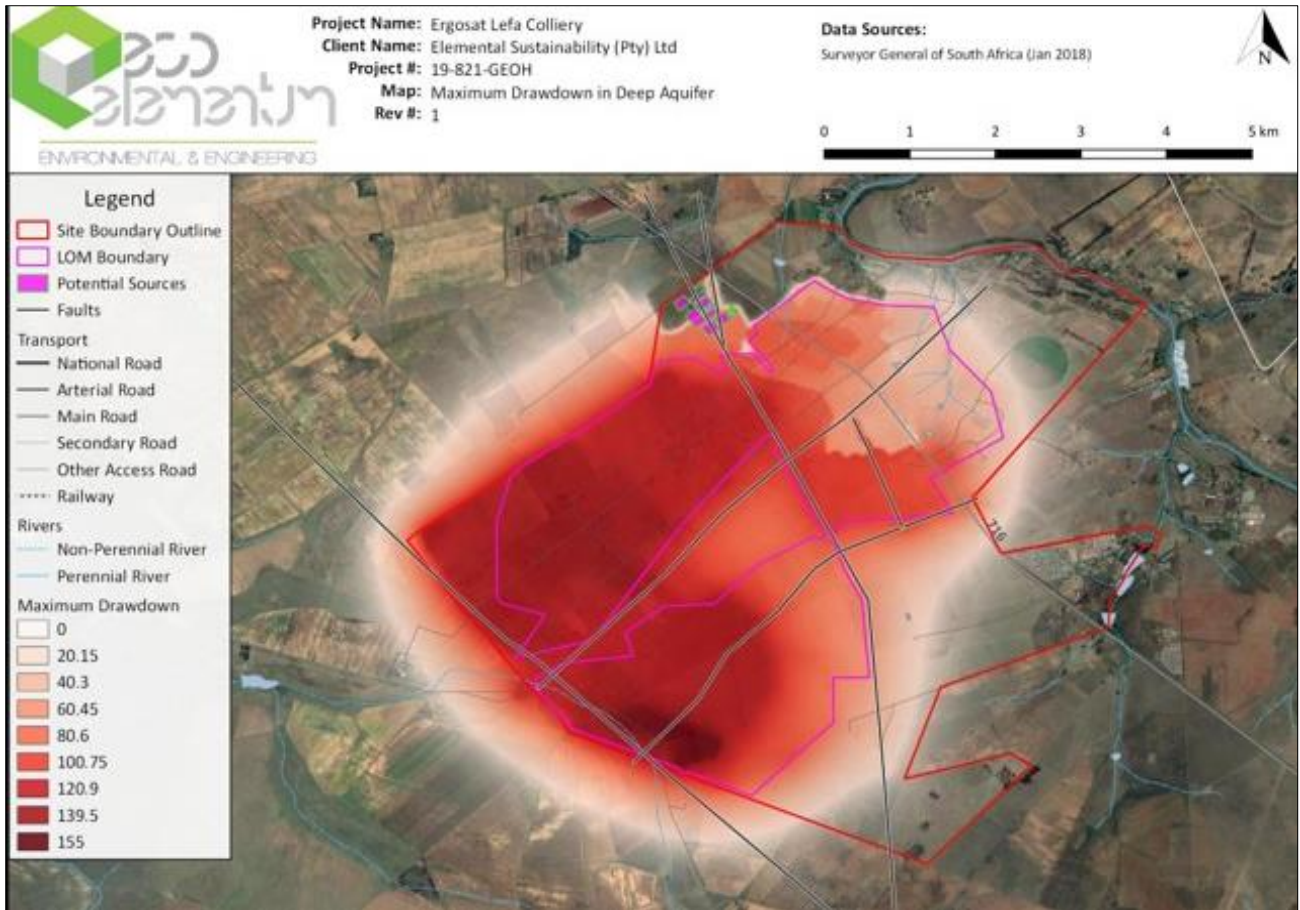 eco
elementum
ENVIRONMENTAL & ENGINEERING
Project Name: Ergosat Lefa Colliery
Client Name: Elemental Sustainability (Pty) Ltd
Project #: 19-821-GEOH
Map: Maximum Drawdown in Deep Aquifer
Rev #: 1
Data Sources:
Surveyor General of South Africa (Jan 2018)
N
0 1 2 3 4 5 km
Legend
Site Boundary Outline
LOM Boundary
Potential Sources
Faults
Transport
National Road
Arterial Road
Main Road
Secondary Road
Other Access Road
Railway
Rivers
Non-Perennial River
Perennial River
Maximum Drawdown
0
20.15
40.3
60.45
80.6
100.75
120.9
139.5
155